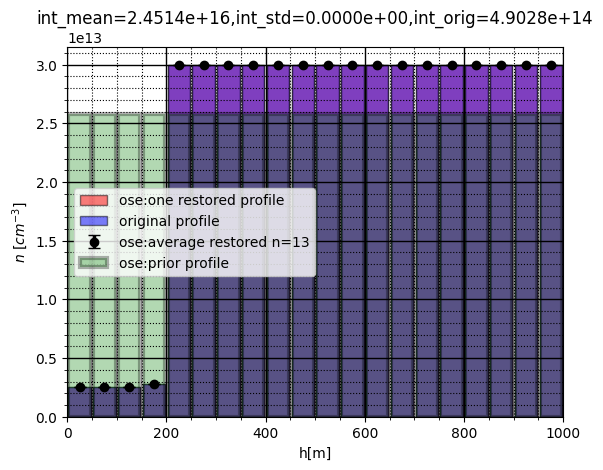 int_mean=2.4514e+16,int_std=0.0000e+00,int_orig=4.9028e+14
1e13
3.0
2.5
2.0
1.5
1.0
0.5
0.0
n [cm⁻³]
ose:one restored profile
original profile
ose:average restored n=13
ose:prior profile
0 200 400 600 800 1000
h[m]